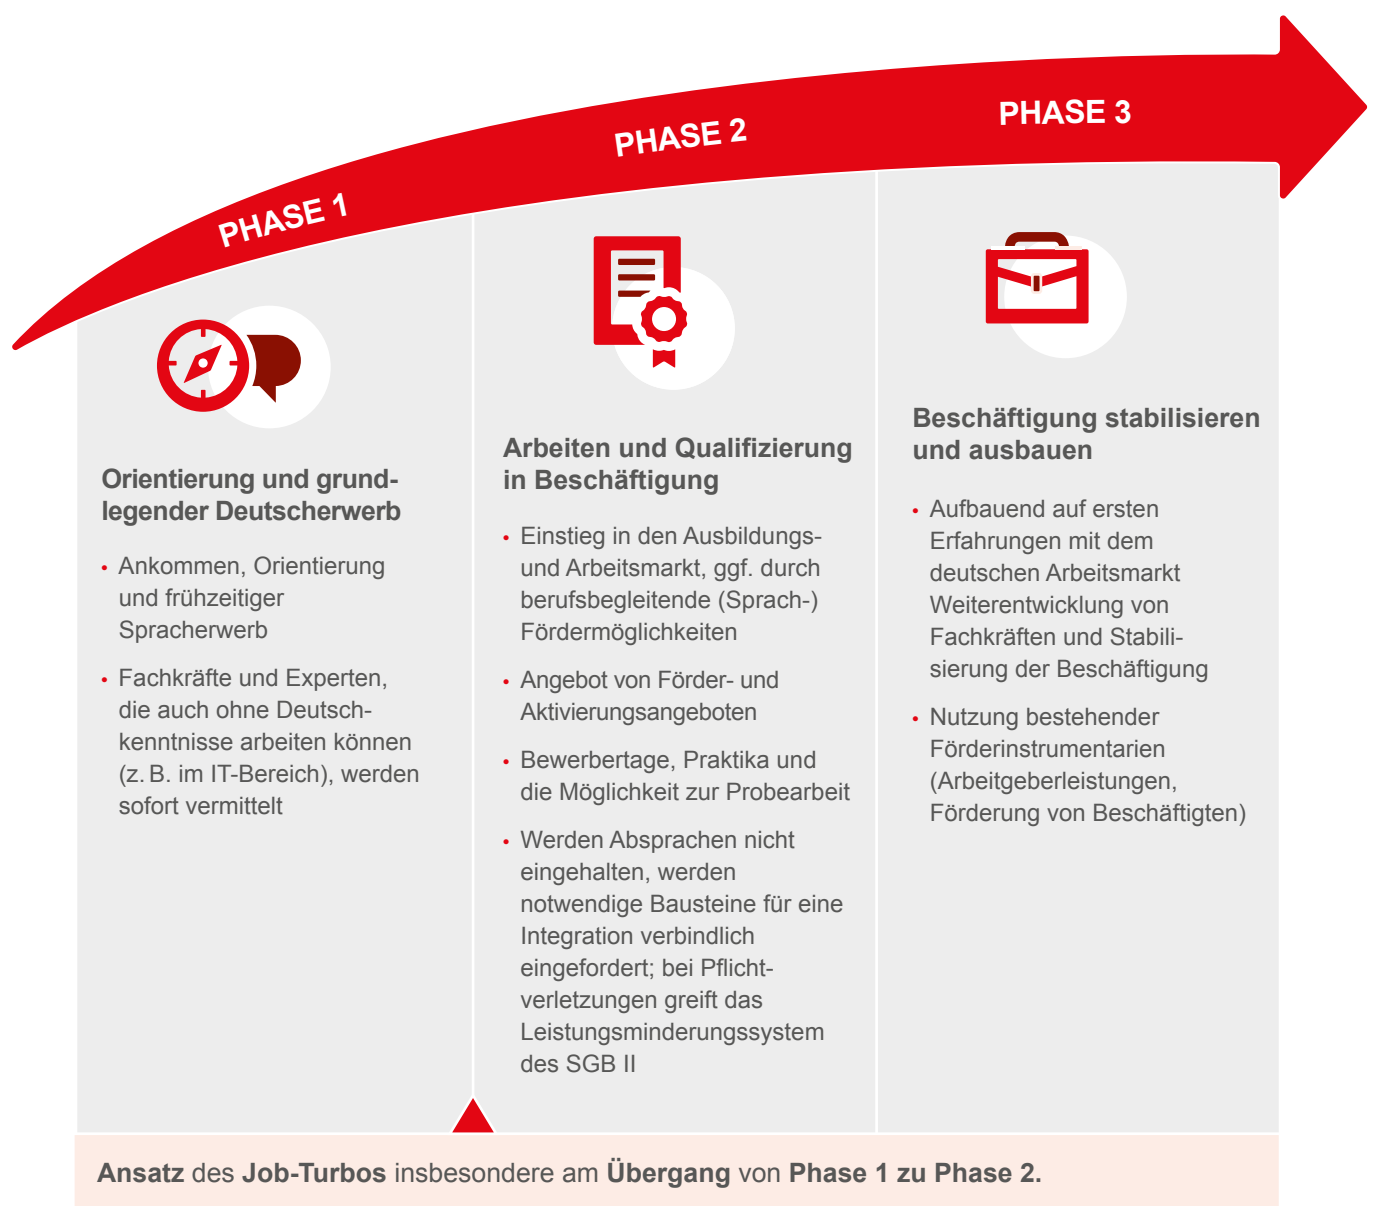 PHASE 1
PHASE 2
PHASE 3
Orientierung und grund-
legender Deutscherwerb
• Ankommen, Orientierung
und frühzeitiger
Spracherwerb
• Fachkräfte und Experten,
die auch ohne Deutsch-
kenntnisse arbeiten können
(z. B. im IT-Bereich), werden
sofort vermittelt
Arbeiten und Qualifizierung
in Beschäftigung
• Einstieg in den Ausbildungs-
und Arbeitsmarkt, ggf. durch
berufsbegleitende (Sprach-)
Fördermöglichkeiten
• Angebot von Förder- und
Aktivierungsangeboten
• Bewerbertage, Praktika und
die Möglichkeit zur Probearbeit
• Werden Absprachen nicht
eingehalten, werden
notwendige Bausteine für eine
Integration verbindlich
eingefordert; bei Pflicht-
verletzungen greift das
Leistungsminderungssystem
des SGB II
Beschäftigung stabilisieren
und ausbauen
• Aufbauend auf ersten
Erfahrungen mit dem
deutschen Arbeitsmarkt
Weiterentwicklung von
Fachkräften und Stabili-
sierung der Beschäftigung
• Nutzung bestehender
Förderinstrumentarien
(Arbeitgeberleistungen,
Förderung von Beschäftigten)
Ansatz des Job-Turbos insbesondere am Übergang von Phase 1 zu Phase 2.